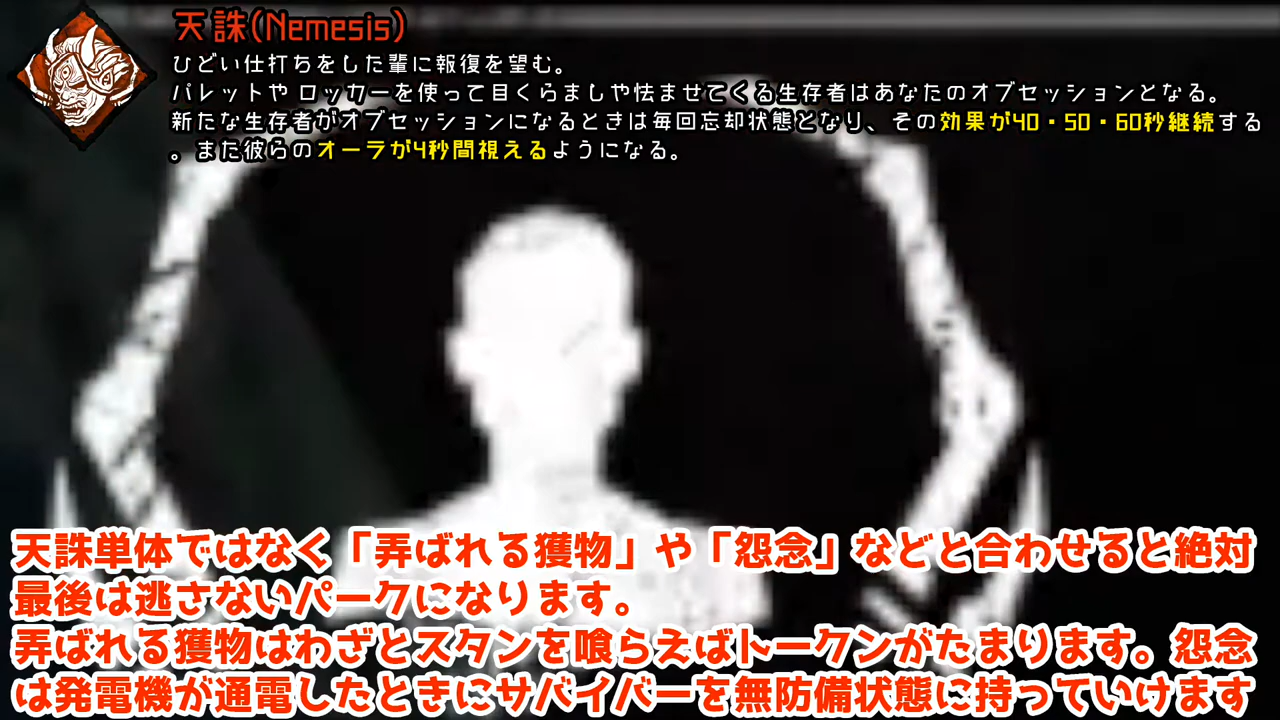 天誅(Nemesis)
ひどい仕打ちをした輩に報復を望む。
パレットや ロッカーを使って目くらましや怯ませてくる生存者はあなたのオブセッションとなる。
新たな生存者がオブセッションになるときは毎回忘却状態となり、その効果が40・50・60秒継続する
。また彼らのオーラが4秒間視えるようになる。
天誅単体ではなく「弄ばれる獲物」や「怨念」などと合わせると絶対
最後は逃さないパークになります。
弄ばれる獲物はわざとスタンを喰らえばトークンがたまります。怨念
は発電機が通電したときにサバイバーを無防備状態に持っていけます